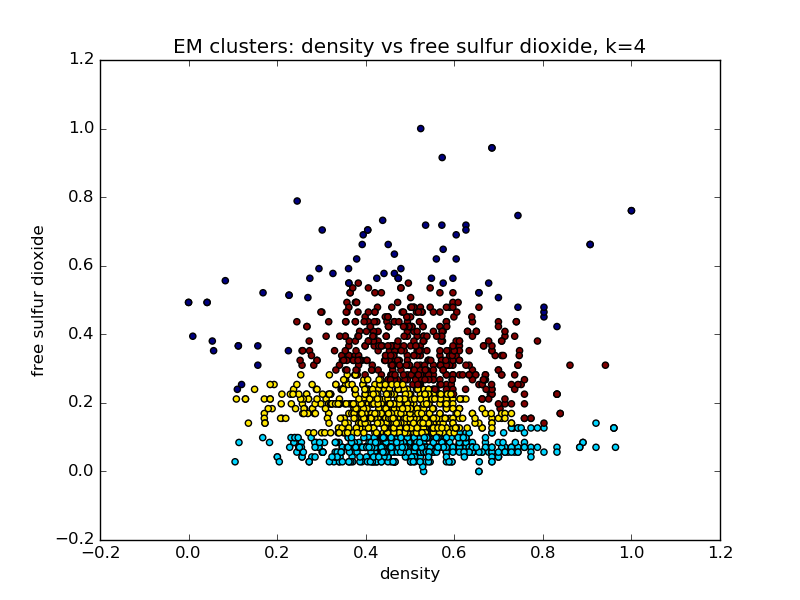 EM clusters: density vs free sulfur dioxide, k=4
1.2
1.0
0.8
0.6
0.4
0.2
0.0
−0.2
free sulfur dioxide
−0.2 0.0 0.2 0.4 0.6 0.8 1.0 1.2
density